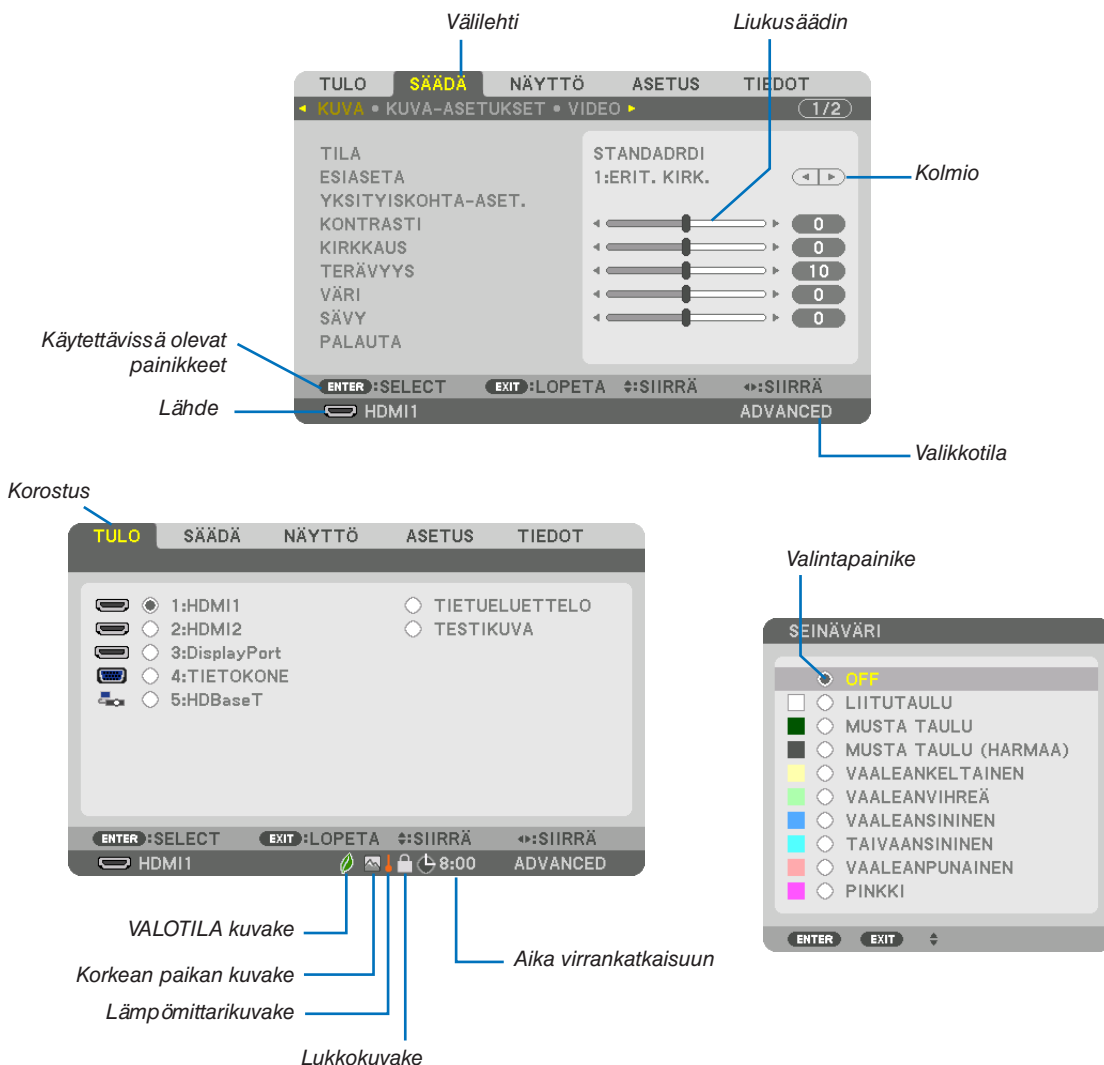 Välilehti
Liukusäädin
TULO SÄÄDÄ NÄYTTÖ ASETUS TIEDOT
KUVA • KUVA-ASETUKSET • VIDEO 1/2
TILA STANDADRDI
ESIASETA 1:ERIT. KIRK.
Kolmio
YKSITYISKOHTA-ASET.
KONTRASTI 0
KIRKKAUS 0
TERÄVYYS 10
VÄRI 0
SÄVY 0
PALAUTA
Käytettävissä olevat
painikkeet
ENTER :SELECT EXIT :LOPETA :SIIRRÄ :SIIRRÄ
Lähde
HDMI1 ADVANCED
Valikkotila
Korostus
TULO SÄÄDÄ NÄYTTÖ ASETUS TIEDOT
1:HDMI1 TIETUELUETTELO
2:HDMI2 TESTIKUVA
3:DisplayPort
4:TIETOKONE
5:HDBaseT
ENTER :SELECT EXIT :LOPETA :SIIRRÄ :SIIRRÄ
HDMI1 8:00 ADVANCED
VALOTILA kuvake
Korkean paikan kuvake
Lämpömittarikuvake
Lukkokuvake
Aika virrankatkaisuun
Valintapainike
SEINÄVÄRI
OFF
LIITUTAULU
MUSTA TAULU
MUSTA TAULU (HARMAA)
VAALEANKELTAINEN
VAALEANVIHREÄ
VAALEANSININEN
TAIVAANSININEN
VAALEANPUNAINEN
PINKKI
ENTER EXIT